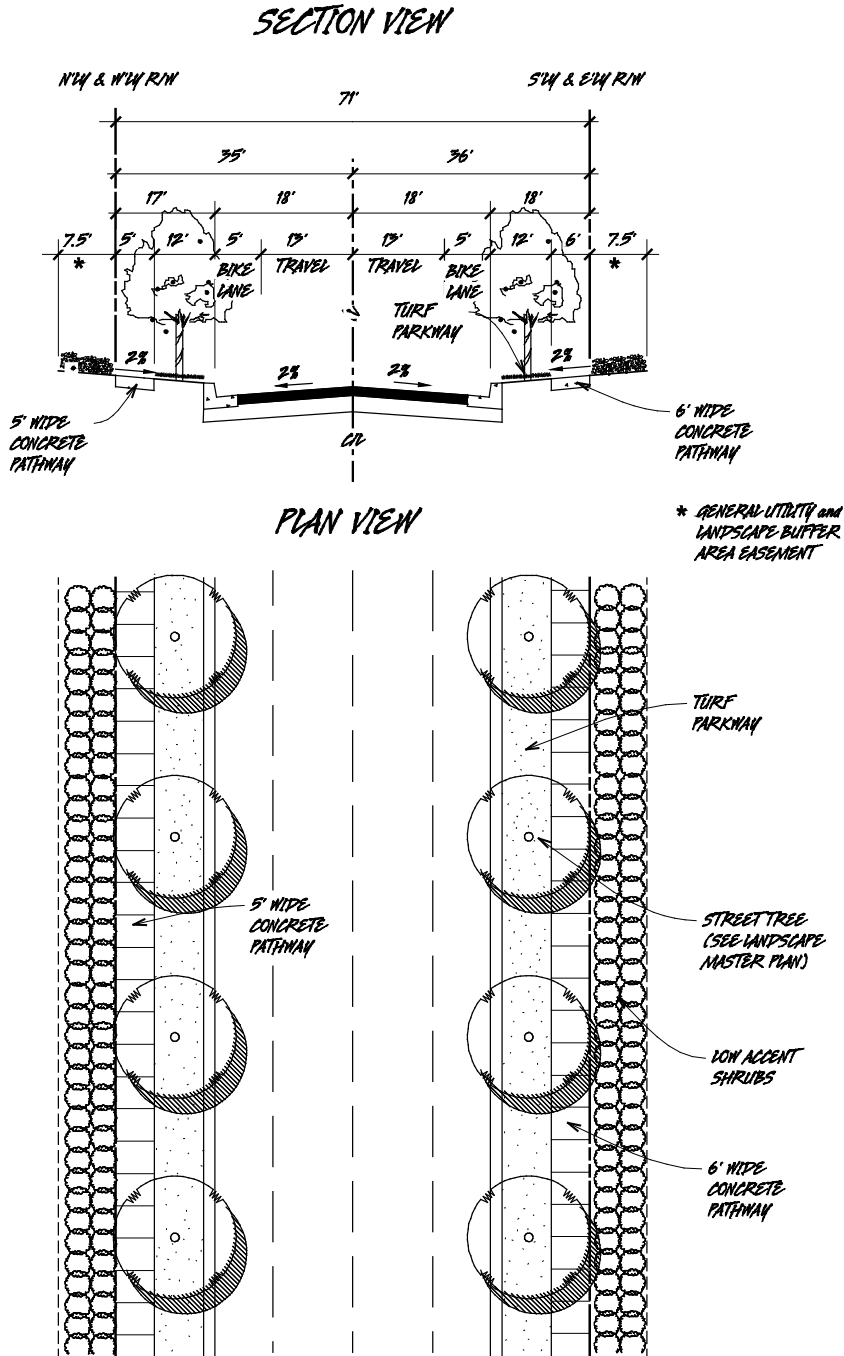 SECTION VIEW
N'LY & W'LY R/W
S'LY & E'LY R/W
71'
35'
36'
17'
18'
18'
18'
7.5'
5'
12'
5'
13'
13'
5'
12'
6'
7.5'
*
BIKE
LANE
TRAVEL
TRAVEL
BIKE
LANE
*
TURF
PARKWAY
2%
2%
2%
2%
5' WIDE
CONCRETE
PATHWAY
C/L
6' WIDE
CONCRETE
PATHWAY
PLAN VIEW
* GENERAL UTILITY and
LANDSCAPE BUFFER
AREA EASEMENT
TURF
PARKWAY
5' WIDE
CONCRETE
PATHWAY
STREET TREE
(SEE LANDSCAPE
MASTER PLAN)
LOW ACCENT
SHRUBS
6' WIDE
CONCRETE
PATHWAY